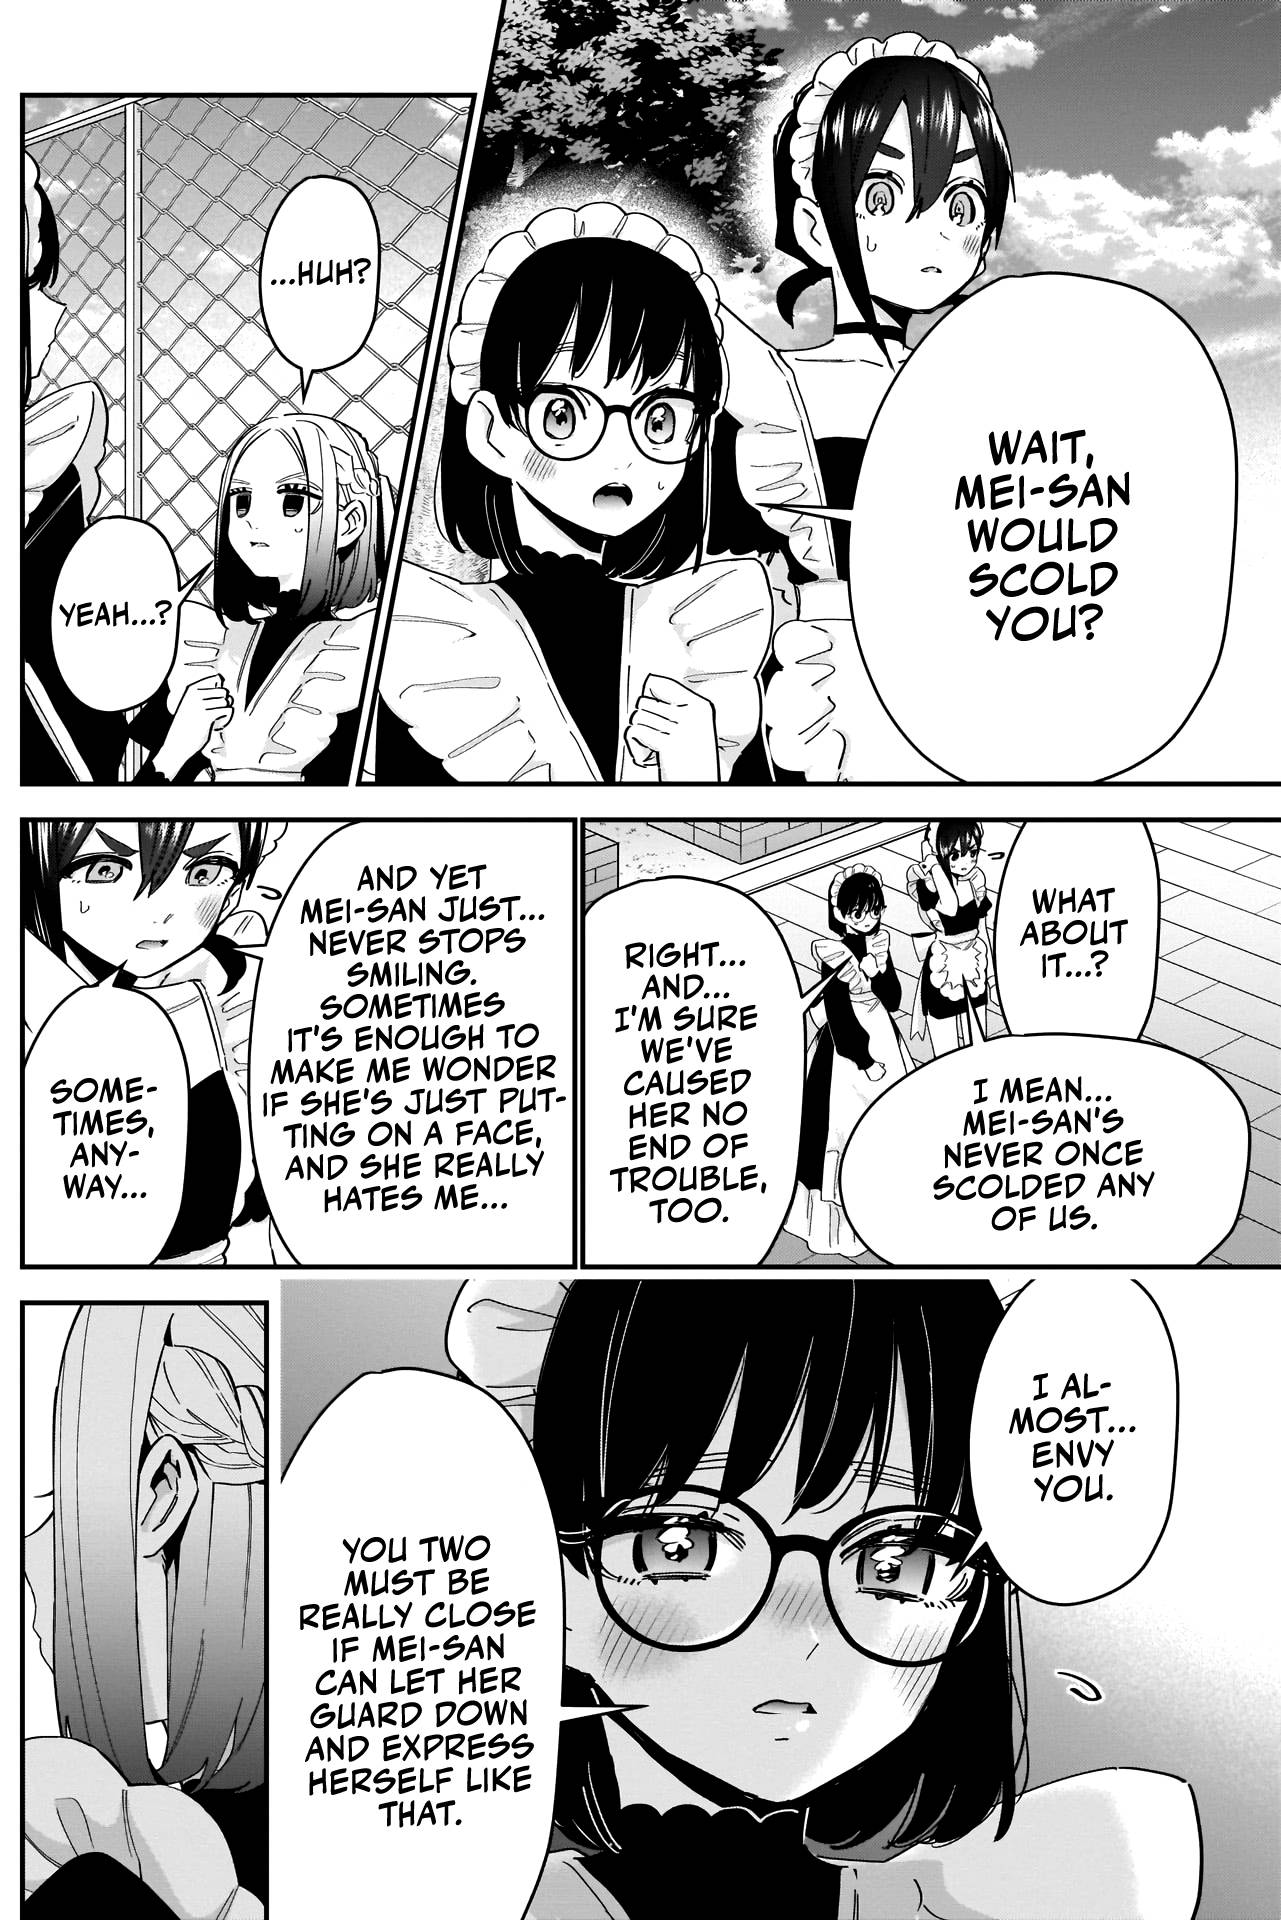 WAIT,
MEI-SAN
WOULD
SCOLD
YOU?
...HUH?
YEAH...?
WHAT
ABOUT
IT...?
I MEAN...
MEI-SAN'S
NEVER ONCE
SCOLDED ANY
OF US.
RIGHT...
AND...
I'M SURE
WE'VE
CAUSED
HER NO
END OF
TROUBLE,
TOO.
AND YET
MEI-SAN JUST...
NEVER STOPS
SMILING.
SOMETIMES
IT'S ENOUGH TO
MAKE ME WONDER
IF SHE'S JUST PUT-
TING ON A FACE,
AND SHE REALLY
HATES ME...
SOME-
TIMES,
ANY-
WAY...
I AL-
MOST...
ENVY
YOU.
YOU TWO
MUST BE
REALLY CLOSE
IF MEI-SAN
CAN LET HER
GUARD DOWN
AND EXPRESS
HERSELF LIKE
THAT.